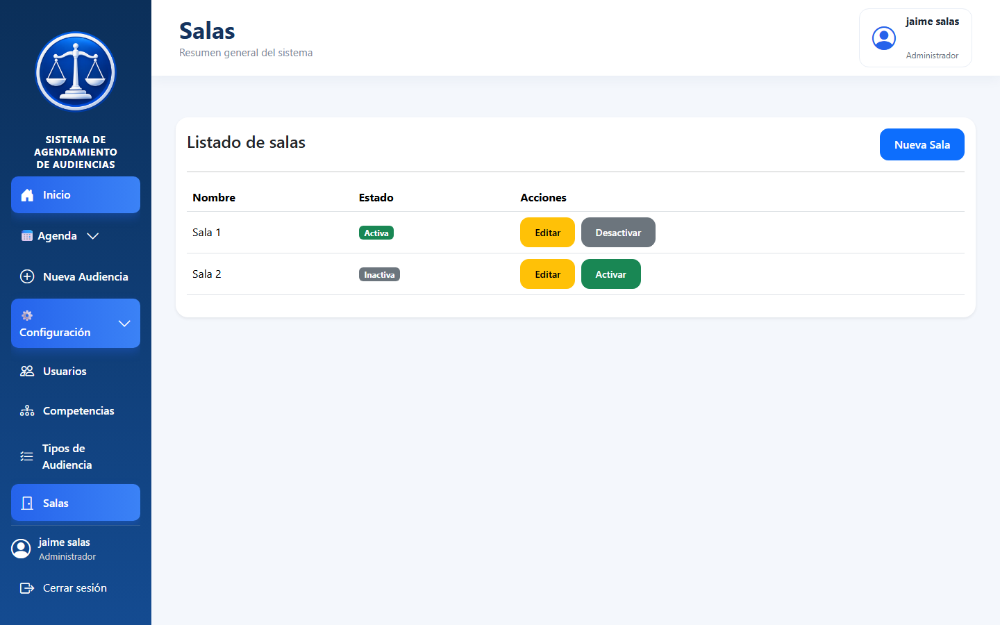 SISTEMA DE
AGENDAMIENTO
DE AUDIENCIAS
Inicio
Agenda
Nueva Audiencia
Configuración
Usuarios
Competencias
Tipos de
Audiencia
Salas
jaime salas
Administrador
Cerrar sesión
Salas
Resumen general del sistema
jaime salas
Administrador
Listado de salas
Nueva Sala
Nombre Estado Acciones
Sala 1 Activa Editar Desactivar
Sala 2 Inactiva Editar Activar